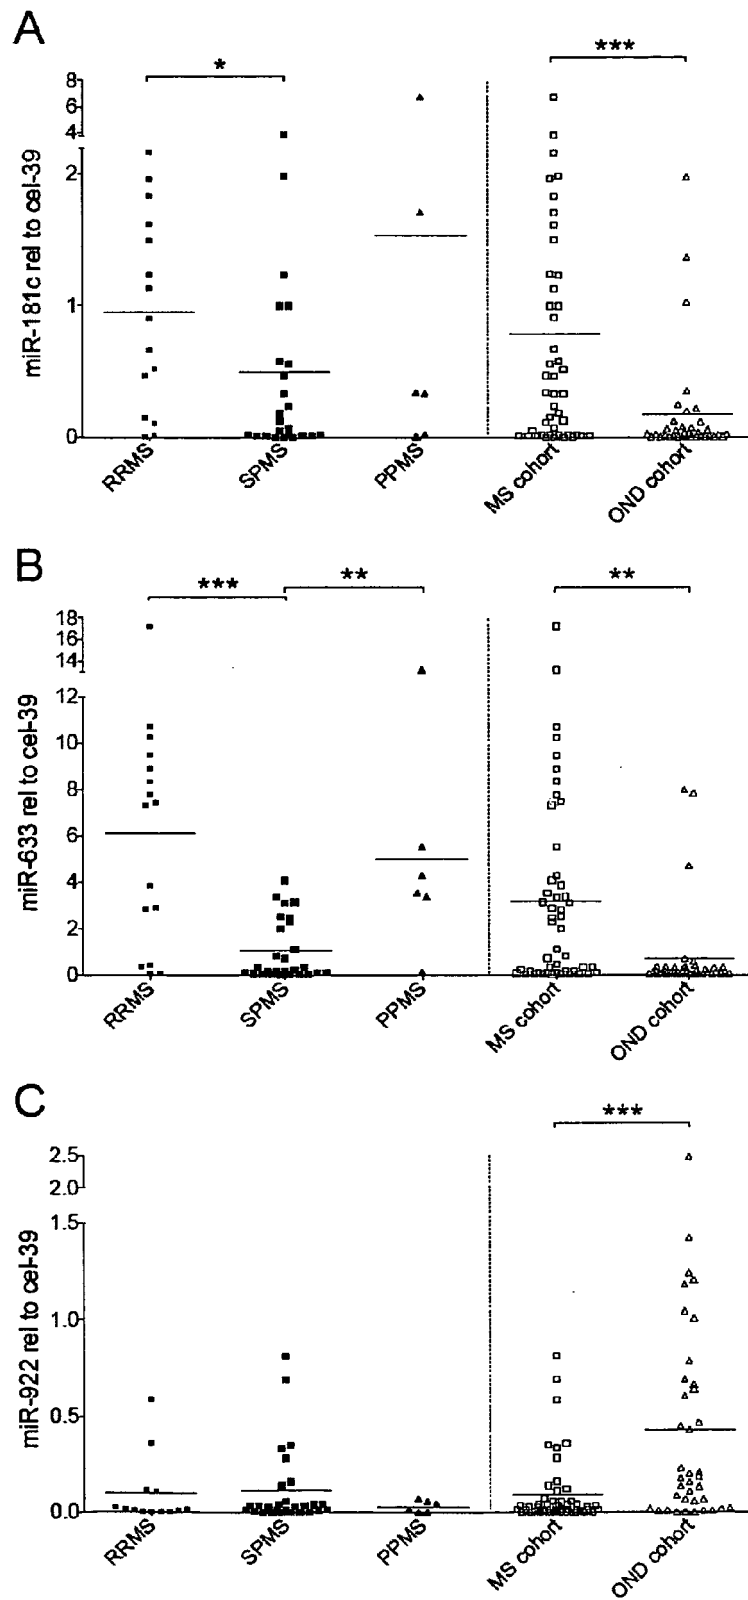 A
*
***
8
6
4
2
1
0
miR-181c rel to cel-39
RRMS
SPMS
PPMS
MS cohort
OND cohort
B
***
**
**
18
16
14
12
10
8
6
4
2
0
miR-633 rel to cel-39
RRMS
SPMS
PPMS
MS cohort
OND cohort
C
***
2.5
2.0
1.5
1.0
0.5
0.0
miR-922 rel to cel-39
RRMS
SPMS
PPMS
MS cohort
OND cohort